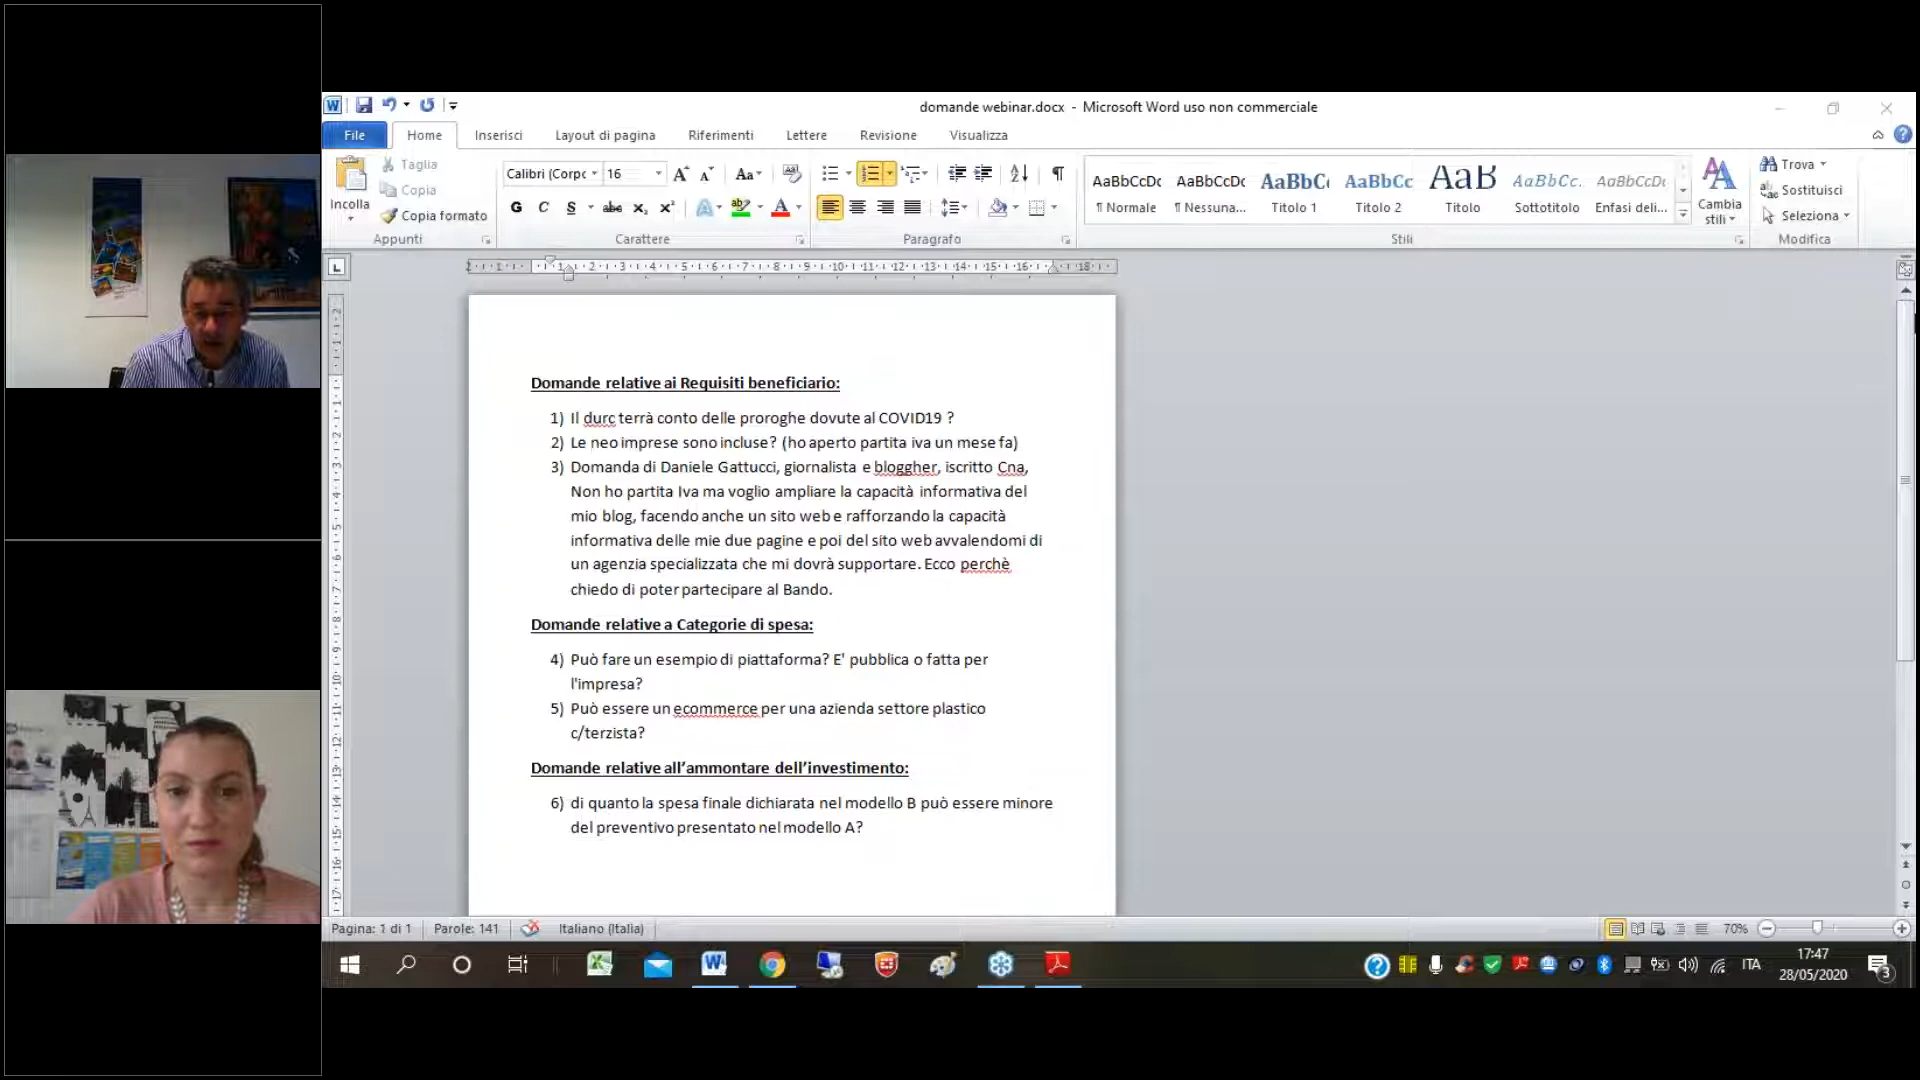 domande webinar.docx - Microsoft Word uso non commerciale
File Home Inserisci Layout di pagina Riferimenti Lettere Revisione Visualizza
Incolla
Taglia
Copia
Copia formato
Appunti
Calibri (Corpo 16
Carattere
Paragrafo
AaBbCcDc AaBbCcDc AaBbC AaBbCc AaB AaBbCc. AaBbCcDc
¶ Normale ¶ Nessuna... Titolo 1 Titolo 2 Titolo Sottotitolo Enfasi deli...
Stili
Cambia
stili
Trova
Sostituisci
Seleziona
Modifica
Domande relative ai Requisiti beneficiario:
1) Il durc terrà conto delle proroghe dovute al COVID19 ?
2) Le neo imprese sono incluse? (ho aperto partita iva un mese fa)
3) Domanda di Daniele Gattucci, giornalista e bloggher, iscritto Cna,
Non ho partita Iva ma voglio ampliare la capacità informativa del
mio blog, facendo anche un sito web e rafforzando la capacità
informativa delle mie due pagine e poi del sito web avvalendomi di
un agenzia specializzata che mi dovrà supportare. Ecco perchè
chiedo di poter partecipare al Bando.
Domande relative a Categorie di spesa:
4) Può fare un esempio di piattaforma? E' pubblica o fatta per
l'impresa?
5) Può essere un ecommerce per una azienda settore plastico
c/terzista?
Domande relative all’ammontare dell’investimento:
6) di quanto la spesa finale dichiarata nel modello B può essere minore
del preventivo presentato nel modello A?
Pagina: 1 di 1 Parole: 141 Italiano (Italia) 70%
ITA 17:47
28/05/2020
3